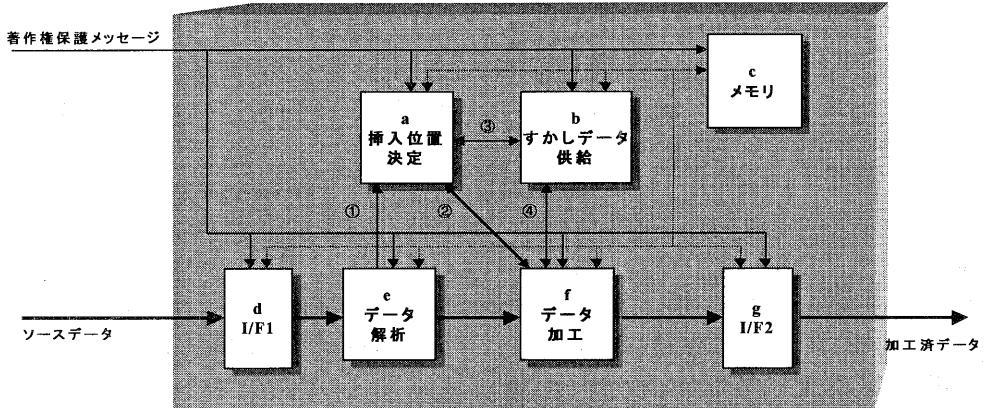 著作権保護メッセージ
c
メモリ
a
挿入位置
決定
③
b
すかしデータ
供給
①
②
④
d
I/F1
e
データ
解析
f
データ
加工
g
I/F2
ソースデータ
加工済データ